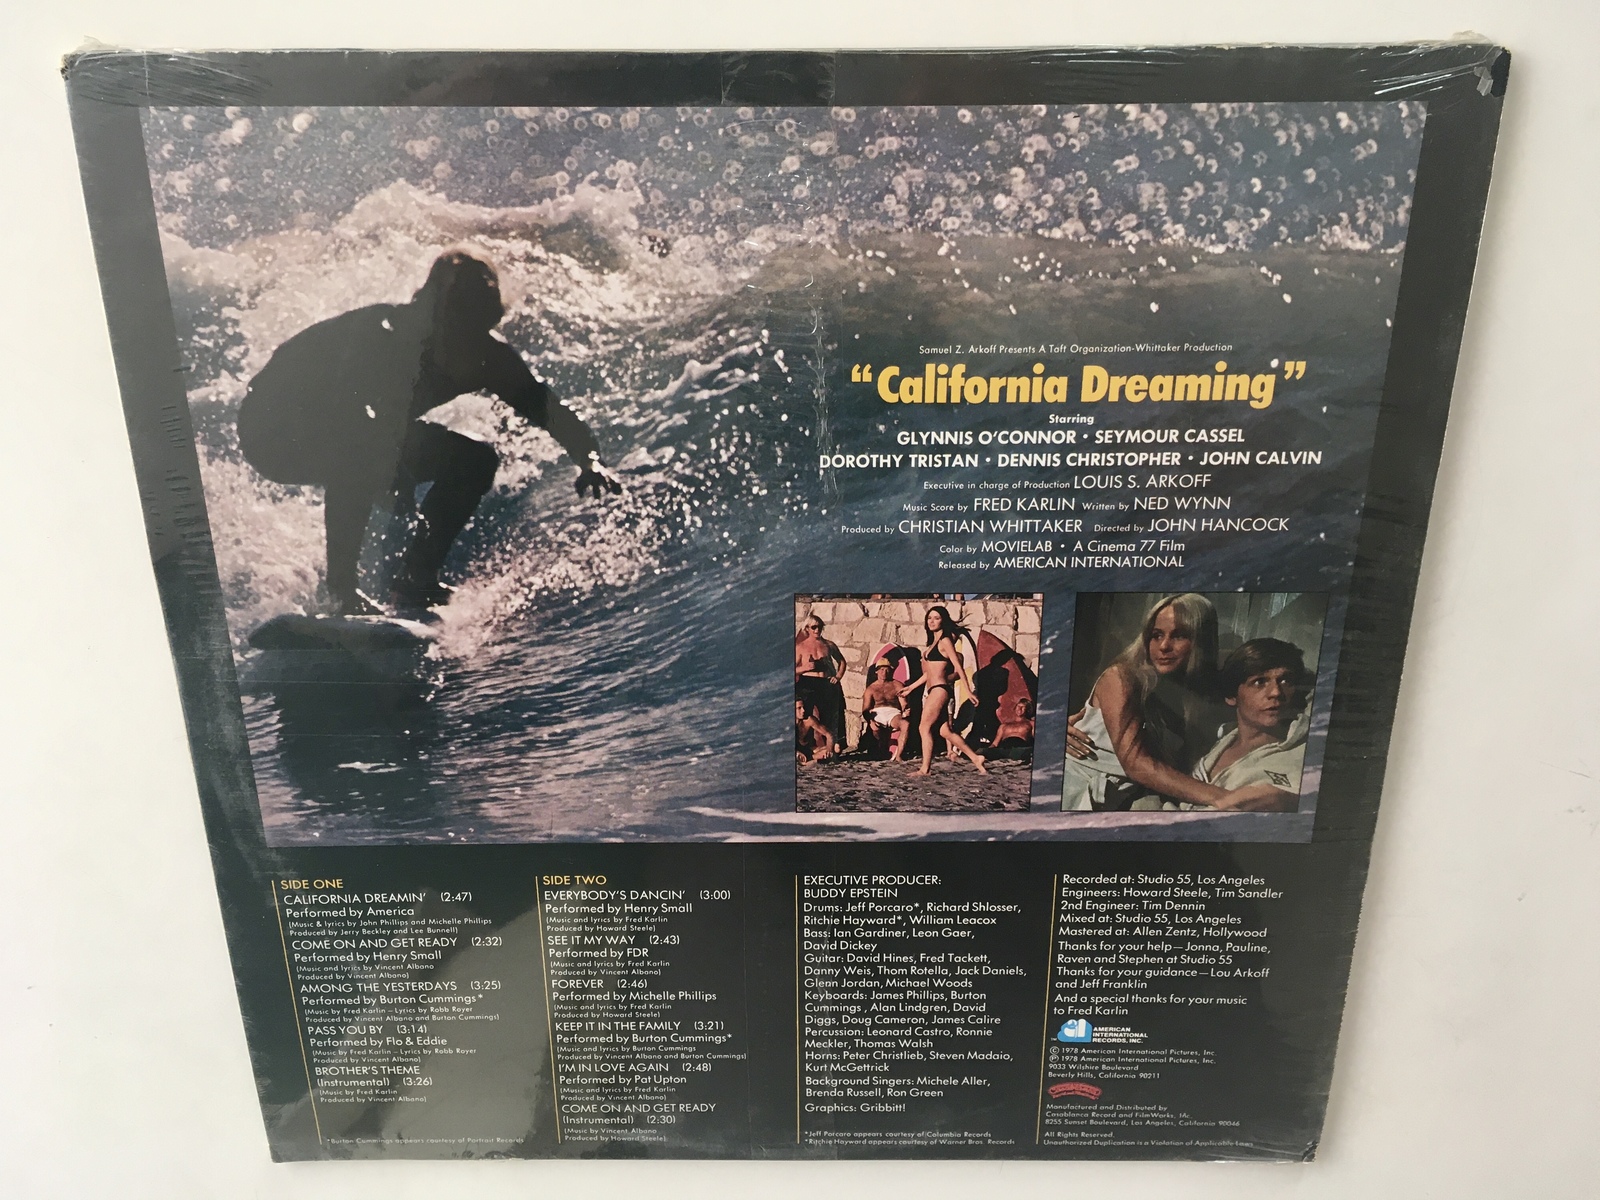 Samuel Z. Arkoff Presents A Taft Organization-Whittaker Production
“California Dreaming”
Starring
GLYNNIS O'CONNOR • SEYMOUR CASSEL
DOROTHY TRISTAN • DENNIS CHRISTOPHER • JOHN CALVIN
Executive in charge of Production LOUIS S. ARKOFF
Music Score by FRED KARLIN Written by NED WYNN
Produced by CHRISTIAN WHITTAKER Directed by JOHN HANCOCK
Color by MOVIELAB • A Cinema 77 Film
Released by AMERICAN INTERNATIONAL
SIDE ONE
CALIFORNIA DREAMIN' (2:47)
Performed by America
(Music & lyrics by John Phillips and Michelle Phillips
Produced by Jerry Beckley and Lee Bunnell)
COME ON AND GET READY (2:32)
Performed by Henry Small
(Music and lyrics by Vincent Albano
Produced by Vincent Albano)
AMONG THE YESTERDAYS (3:25)
Performed by Burton Cummings*
(Music by Fred Karlin – Lyrics by Robb Royer
Produced by Vincent Albano and Burton Cummings)
PASS YOU BY (3:14)
Performed by Flo & Eddie
(Music by Fred Karlin – Lyrics by Robb Royer
Produced by Vincent Albano)
BROTHER'S THEME
(Instrumental) (3:26)
(Music by Fred Karlin
Produced by Vincent Albano)
*Burton Cummings appears courtesy of Portrait Records
SIDE TWO
EVERYBODY'S DANCIN' (3:00)
Performed by Henry Small
(Music and lyrics by Fred Karlin
Produced by Howard Steele)
SEE IT MY WAY (2:43)
Performed by FDR
(Music and lyrics by Fred Karlin
Produced by Vincent Albano)
FOREVER (2:46)
Performed by Michelle Phillips
(Music and lyrics by Fred Karlin
Produced by Howard Steele)
KEEP IT IN THE FAMILY (3:21)
Performed by Burton Cummings*
(Music and lyrics by Burton Cummings
Produced by Vincent Albano and Burton Cummings)
I'M IN LOVE AGAIN (2:48)
Performed by Pat Upton
(Music and lyrics by Fred Karlin
Produced by Vincent Albano)
COME ON AND GET READY
(Instrumental) (2:30)
(Music by Vincent Albano
Produced by Howard Steele)
EXECUTIVE PRODUCER:
BUDDY EPSTEIN
Drums: Jeff Porcaro*, Richard Shlosser,
Ritchie Hayward*, William Leacox
Bass: Ian Gardiner, Leon Gaer,
David Dickey
Guitar: David Hines, Fred Tackett,
Danny Weis, Thom Rotella, Jack Daniels,
Glenn Jordan, Michael Woods
Keyboards: James Phillips, Burton
Cummings, Alan Lindgren, David
Diggs, Doug Cameron, James Calire
Percussion: Leonard Castro, Ronnie
Meckler, Thomas Walsh
Horns: Peter Christlieb, Steven Madaio,
Kurt McGettrick
Background Singers: Michele Aller,
Brenda Russell, Ron Green
Graphics: Gribbitt!
*Jeff Porcaro appears courtesy of Columbia Records
*Ritchie Hayward appears courtesy of Warner Bros. Records
Recorded at: Studio 55, Los Angeles
Engineers: Howard Steele, Tim Sandler
2nd Engineer: Tim Dennin
Mixed at: Studio 55, Los Angeles
Mastered at: Allen Zentz, Hollywood
Thanks for your help—Jonna, Pauline,
Raven and Stephen at Studio 55
Thanks for your guidance—Lou Arkoff
and Jeff Franklin
And a special thanks for your music
to Fred Karlin
AMERICAN
INTERNATIONAL
RECORDS, INC.
© 1978 American International Pictures, Inc.
℗ 1978 American International Pictures, Inc.
9033 Wilshire Boulevard
Beverly Hills, California 90211
Manufactured and Distributed by
Casablanca Record and FilmWorks, Inc.
8255 Sunset Boulevard, Los Angeles, California 90046
All Rights Reserved.
Unauthorized Duplication is a Violation of Applicable Laws